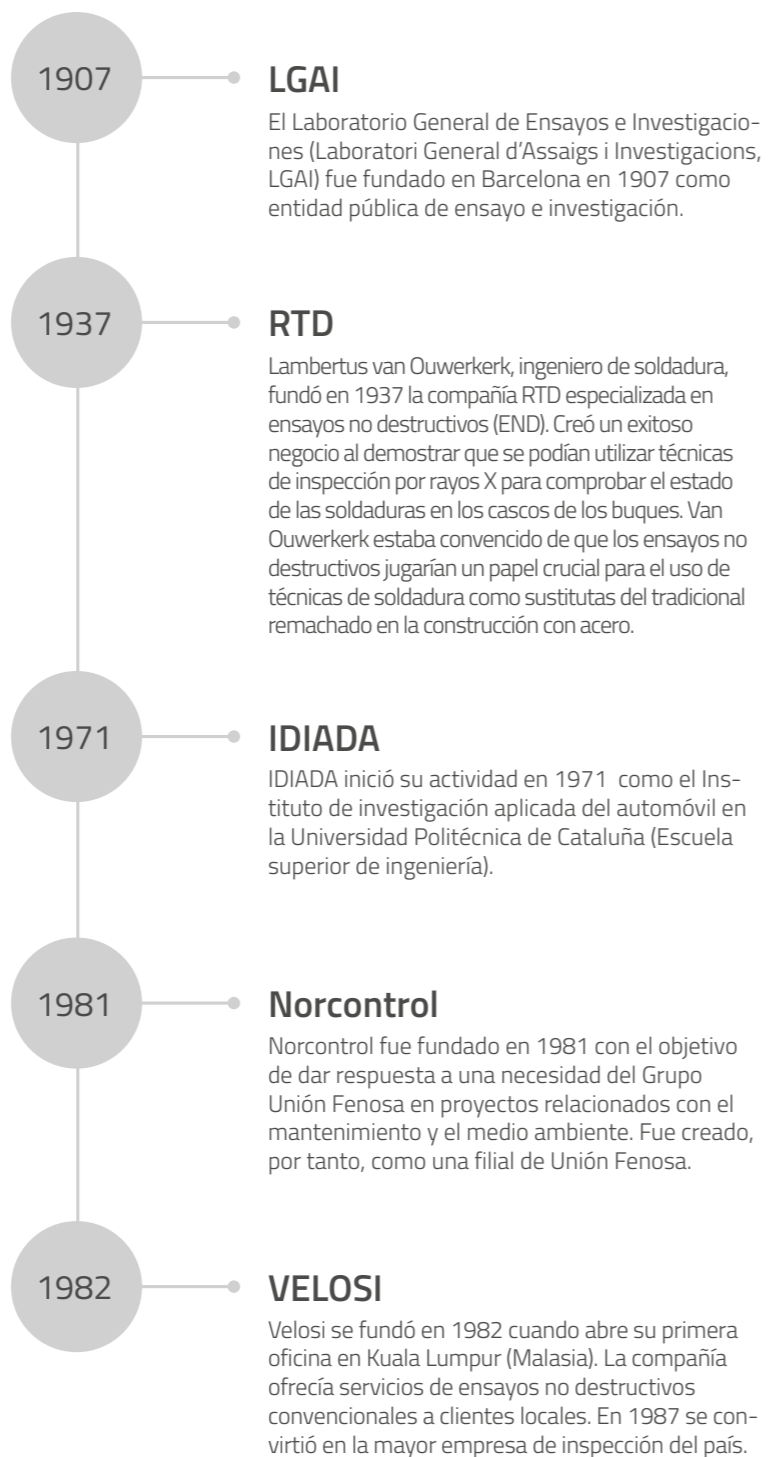 1907
LGAI
El Laboratorio General de Ensayos e Investigacio-
nes (Laboratori General d’Assaigs i Investigacions,
LGAI) fue fundado en Barcelona en 1907 como
entidad pública de ensayo e investigación.
1937
RTD
Lambertus van Ouwerkerk, ingeniero de soldadura,
fundó en 1937 la compañía RTD especializada en
ensayos no destructivos (END). Creó un exitoso
negocio al demostrar que se podían utilizar técnicas
de inspección por rayos X para comprobar el estado
de las soldaduras en los cascos de los buques. Van
Ouwerkerk estaba convencido de que los ensayos no
destructivos jugarían un papel crucial para el uso de
técnicas de soldadura como sustitutas del tradicional
remachado en la construcción con acero.
1971
IDIADA
IDIADA inició su actividad en 1971 como el Ins-
tituto de investigación aplicada del automóvil en
la Universidad Politécnica de Cataluña (Escuela
superior de ingeniería).
1981
Norcontrol
Norcontrol fue fundado en 1981 con el objetivo
de dar respuesta a una necesidad del Grupo
Unión Fenosa en proyectos relacionados con el
mantenimiento y el medio ambiente. Fue creado,
por tanto, como una filial de Unión Fenosa.
1982
VELOSI
Velosi se fundó en 1982 cuando abre su primera
oficina en Kuala Lumpur (Malasia). La compañía
ofrecía servicios de ensayos no destructivos
convencionales a clientes locales. En 1987 se con-
virtió en la mayor empresa de inspección del país.